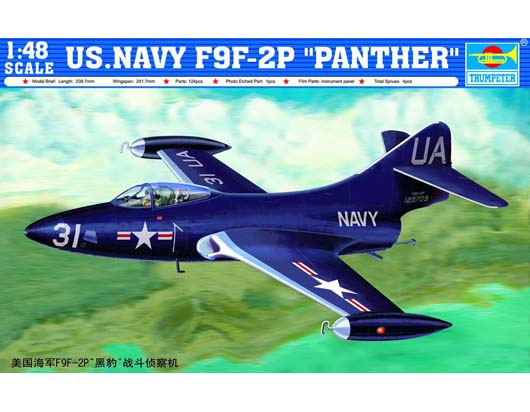 1:48
SCALE
US.NAVY F9F-2P "PANTHER"
TRUMPETER
Model Brief: Length: 239.7mm Wingspan: 241.7mm Parts: 124pcs Photo Etched Part: 1pcs Film Parts: Instrument panel Total Sprues: 4pcs
UA
31 UA
123709
NAVY
31
美国海军F9F-2P"黑豹"战斗侦察机